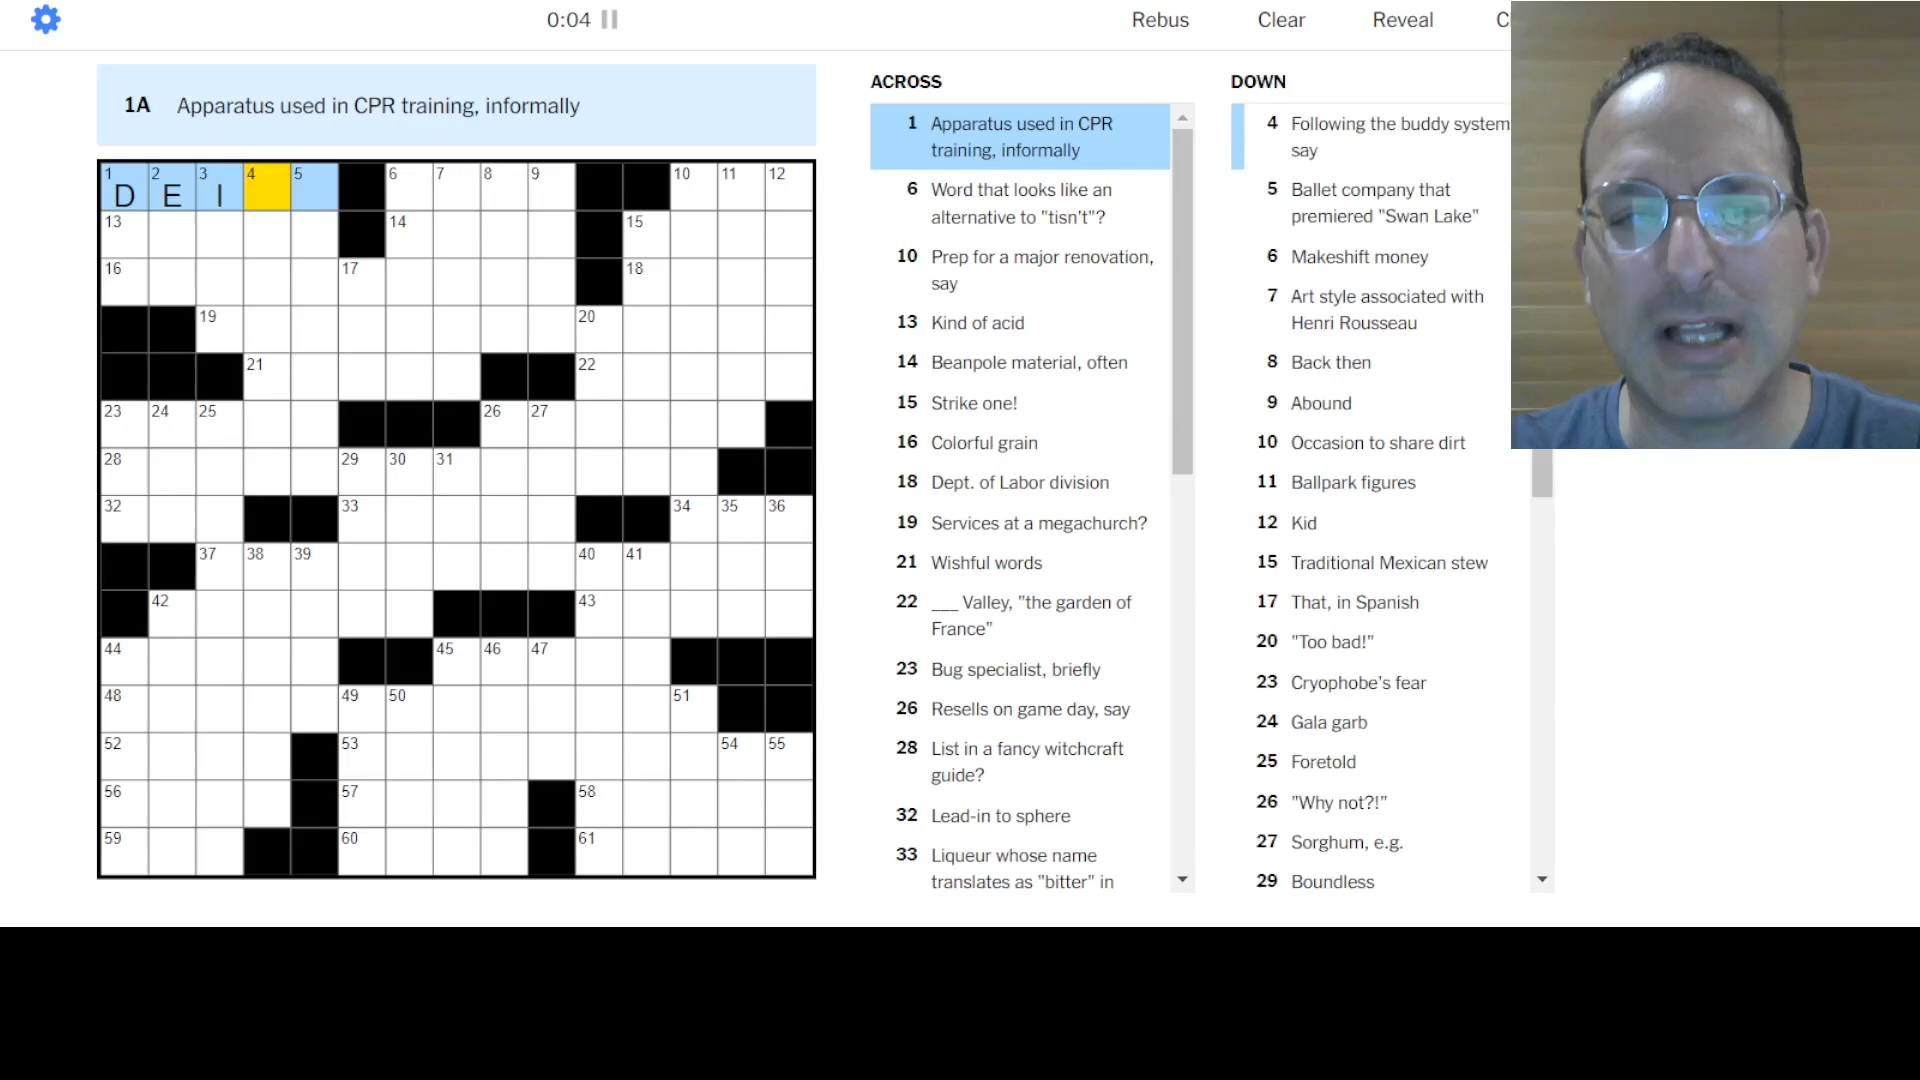 0:04
Rebus Clear Reveal C
1A Apparatus used in CPR training, informally
1 2 3 4 5 6 7 8 9 10 11 12
D E I
13 14 15
16 17 18
19 20
21 22
23 24 25 26 27
28 29 30 31
32 33 34 35 36
37 38 39 40 41
42 43
44 45 46 47
48 49 50 51
52 53 54 55
56 57 58
59 60 61
ACROSS
1 Apparatus used in CPR
training, informally
6 Word that looks like an
alternative to "tisn't"?
10 Prep for a major renovation,
say
13 Kind of acid
14 Beanpole material, often
15 Strike one!
16 Colorful grain
18 Dept. of Labor division
19 Services at a megachurch?
21 Wishful words
22 ___ Valley, "the garden of
France"
23 Bug specialist, briefly
26 Resells on game day, say
28 List in a fancy witchcraft
guide?
32 Lead-in to sphere
33 Liqueur whose name
translates as "bitter" in
DOWN
4 Following the buddy system
say
5 Ballet company that
premiered "Swan Lake"
6 Makeshift money
7 Art style associated with
Henri Rousseau
8 Back then
9 Abound
10 Occasion to share dirt
11 Ballpark figures
12 Kid
15 Traditional Mexican stew
17 That, in Spanish
20 "Too bad!"
23 Cryophobe's fear
24 Gala garb
25 Foretold
26 "Why not?!"
27 Sorghum, e.g.
29 Boundless